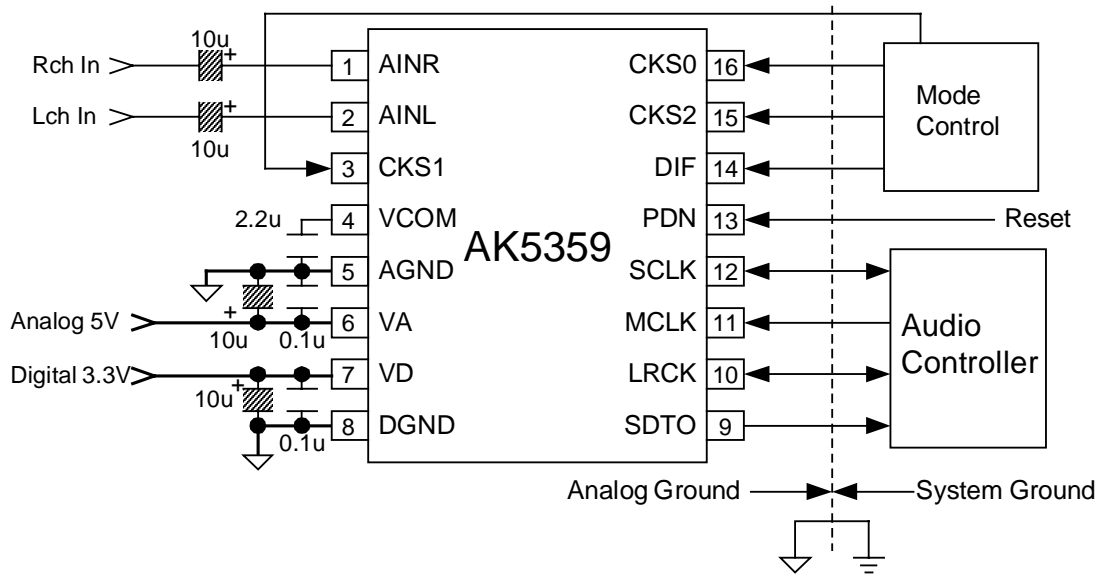 10u
+
Rch In
1
AINR
CKS0
16
Mode
Control
Lch In
+
2
AINL
CKS2
15
10u
3
CKS1
DIF
14
2.2u
4
VCOM
PDN
13
Reset
AK5359
5
AGND
SCLK
12
Analog 5V
+
10u
0.1u
6
VA
MCLK
11
Audio
Controller
Digital 3.3V
7
VD
LRCK
10
10u
+
0.1u
8
DGND
SDTO
9
Analog Ground
System Ground